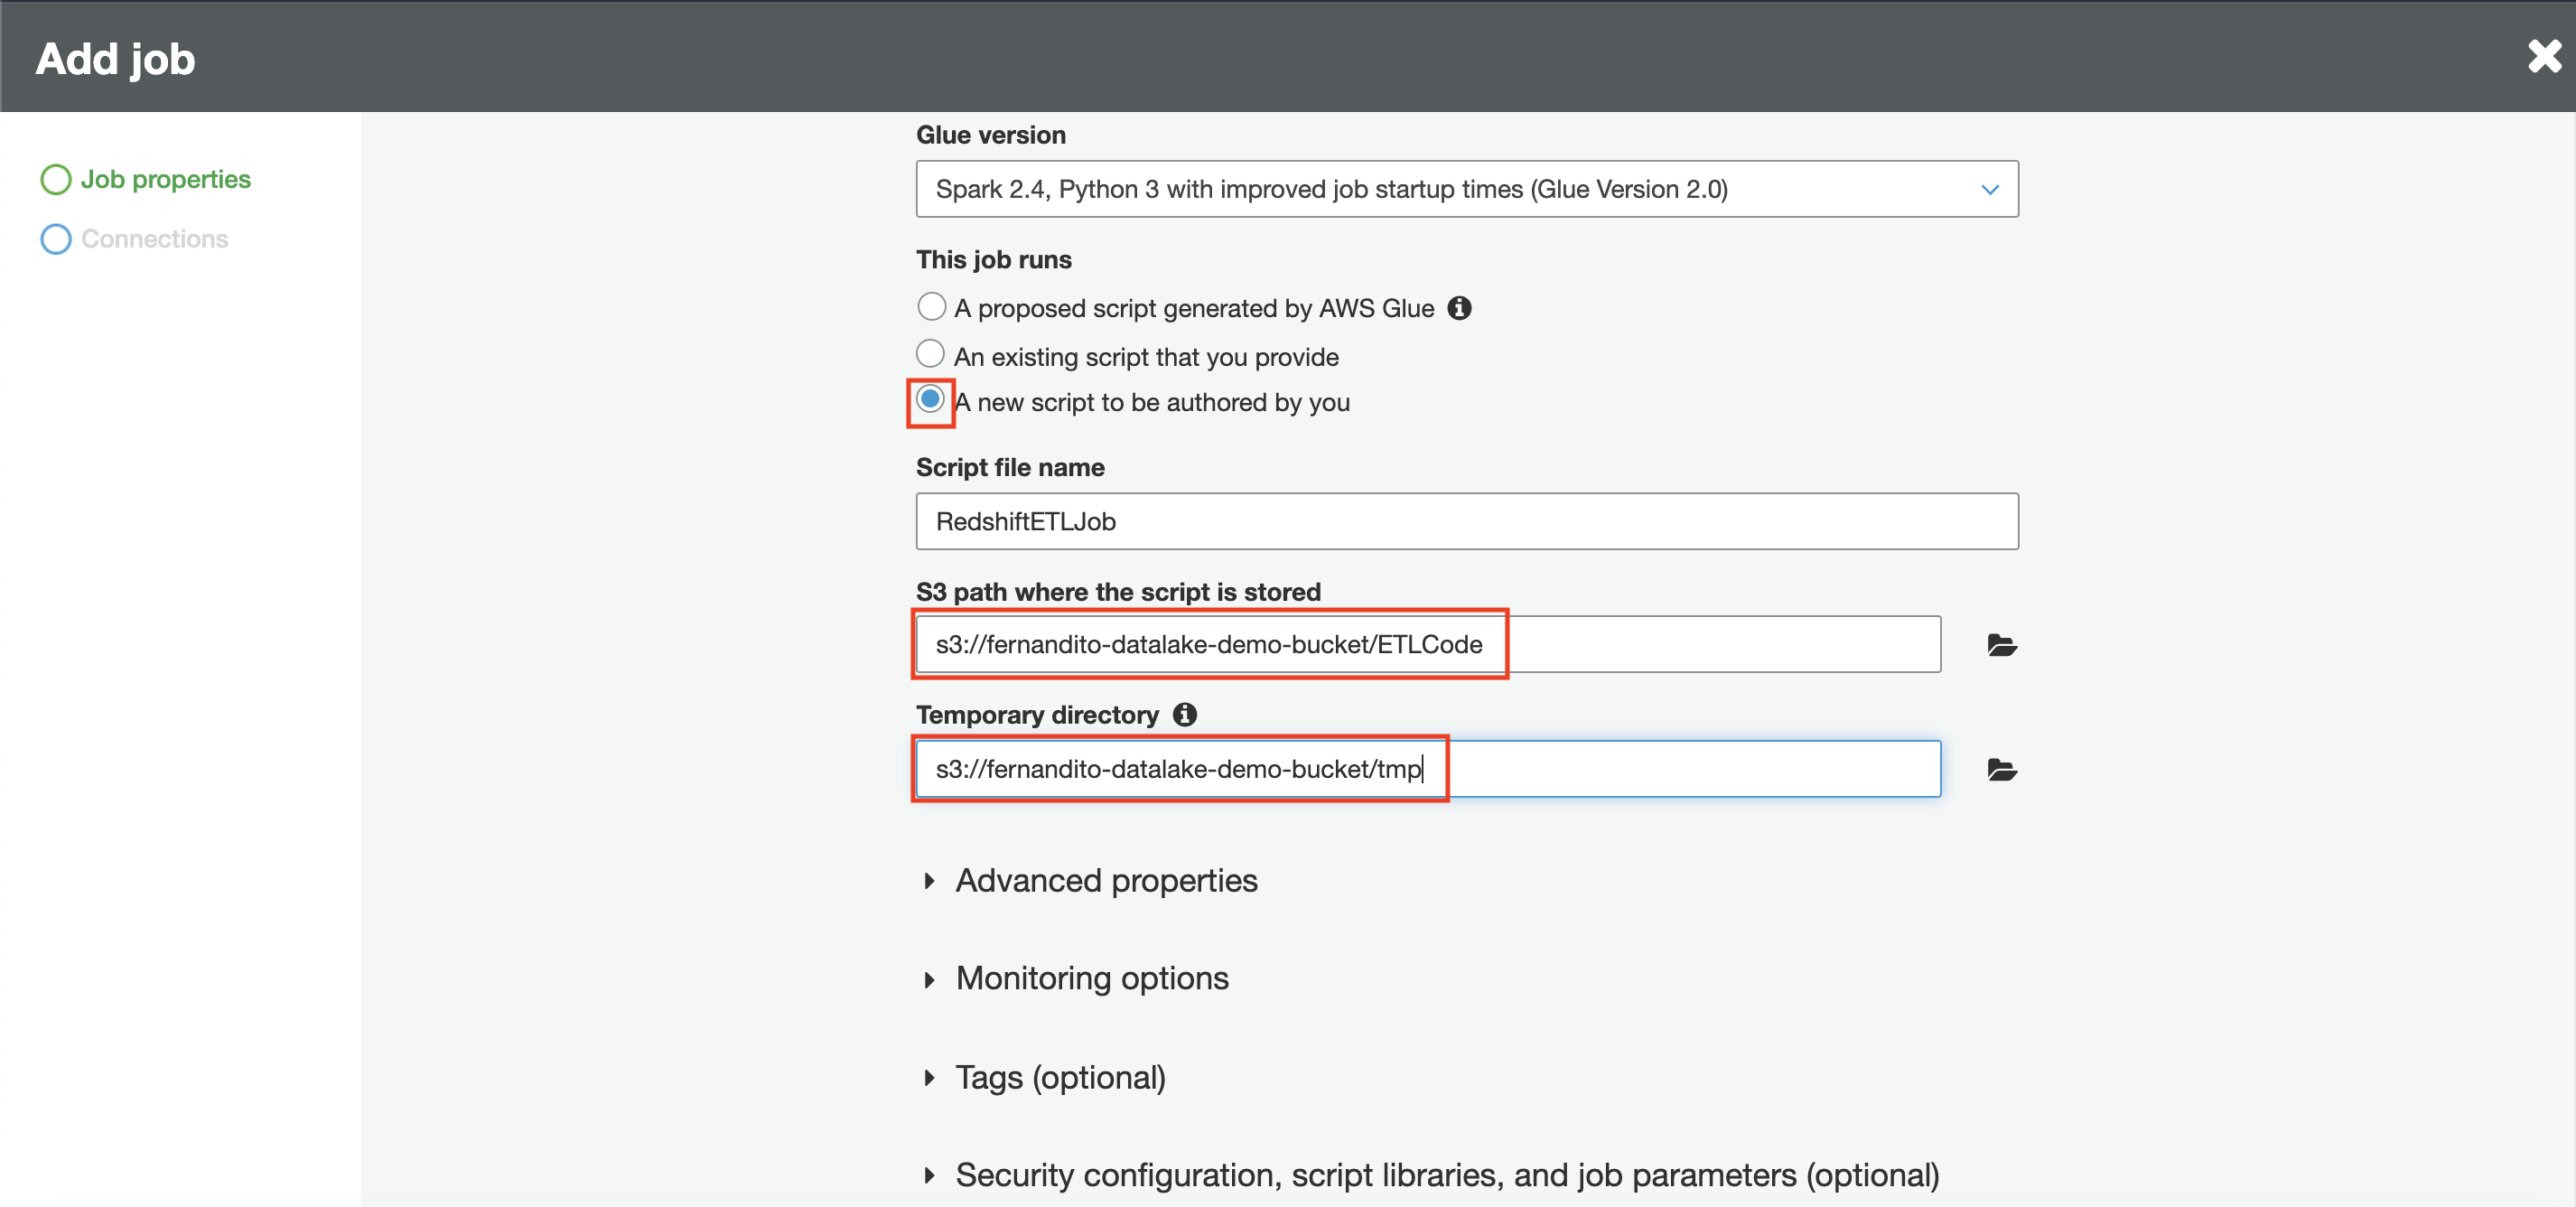 Add job
Job properties
Connections
Glue version
Spark 2.4, Python 3 with improved job startup times (Glue Version 2.0)
This job runs
A proposed script generated by AWS Glue
An existing script that you provide
A new script to be authored by you
Script file name
RedshiftETLJob
S3 path where the script is stored
s3://fernandito-datalake-demo-bucket/ETLCode
Temporary directory
s3://fernandito-datalake-demo-bucket/tmp
Advanced properties
Monitoring options
Tags (optional)
Security configuration, script libraries, and job parameters (optional)